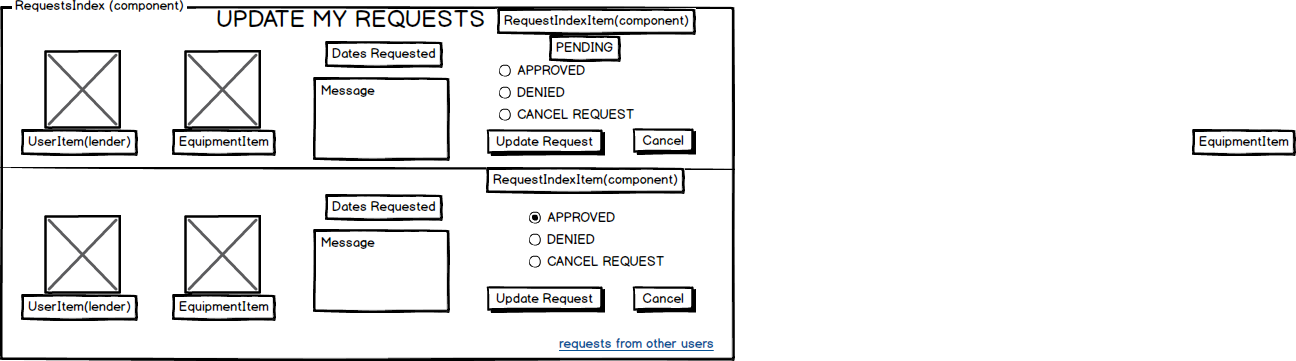 RequestsIndex (component)
UPDATE MY REQUESTS
RequestIndexItem(component)
PENDING
Dates Requested
APPROVED
Message
DENIED
CANCEL REQUEST
UserItem(lender)
EquipmentItem
Update Request
Cancel
EquipmentItem
RequestIndexItem(component)
Dates Requested
APPROVED
Message
DENIED
CANCEL REQUEST
UserItem(lender)
EquipmentItem
Update Request
Cancel
requests from other users